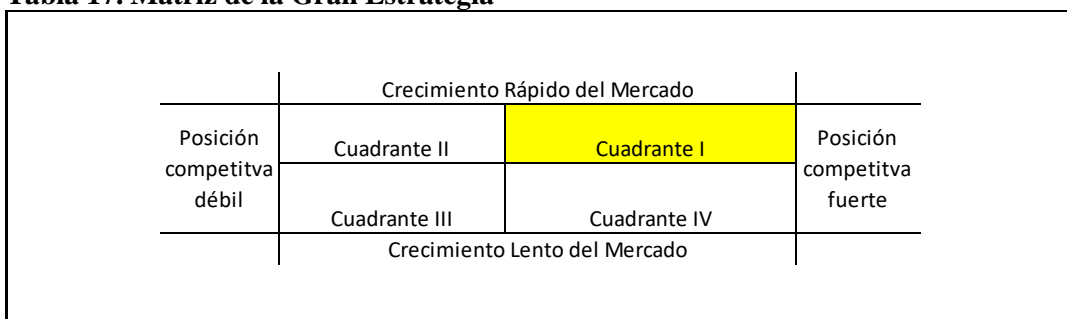 Tabla 17. Matriz de la Gran Estrategia
Crecimiento Rápido del Mercado
Posición
competitva
débil
Cuadrante II
Cuadrante I
Posición
competitva
fuerte
Cuadrante III
Cuadrante IV
Crecimiento Lento del Mercado